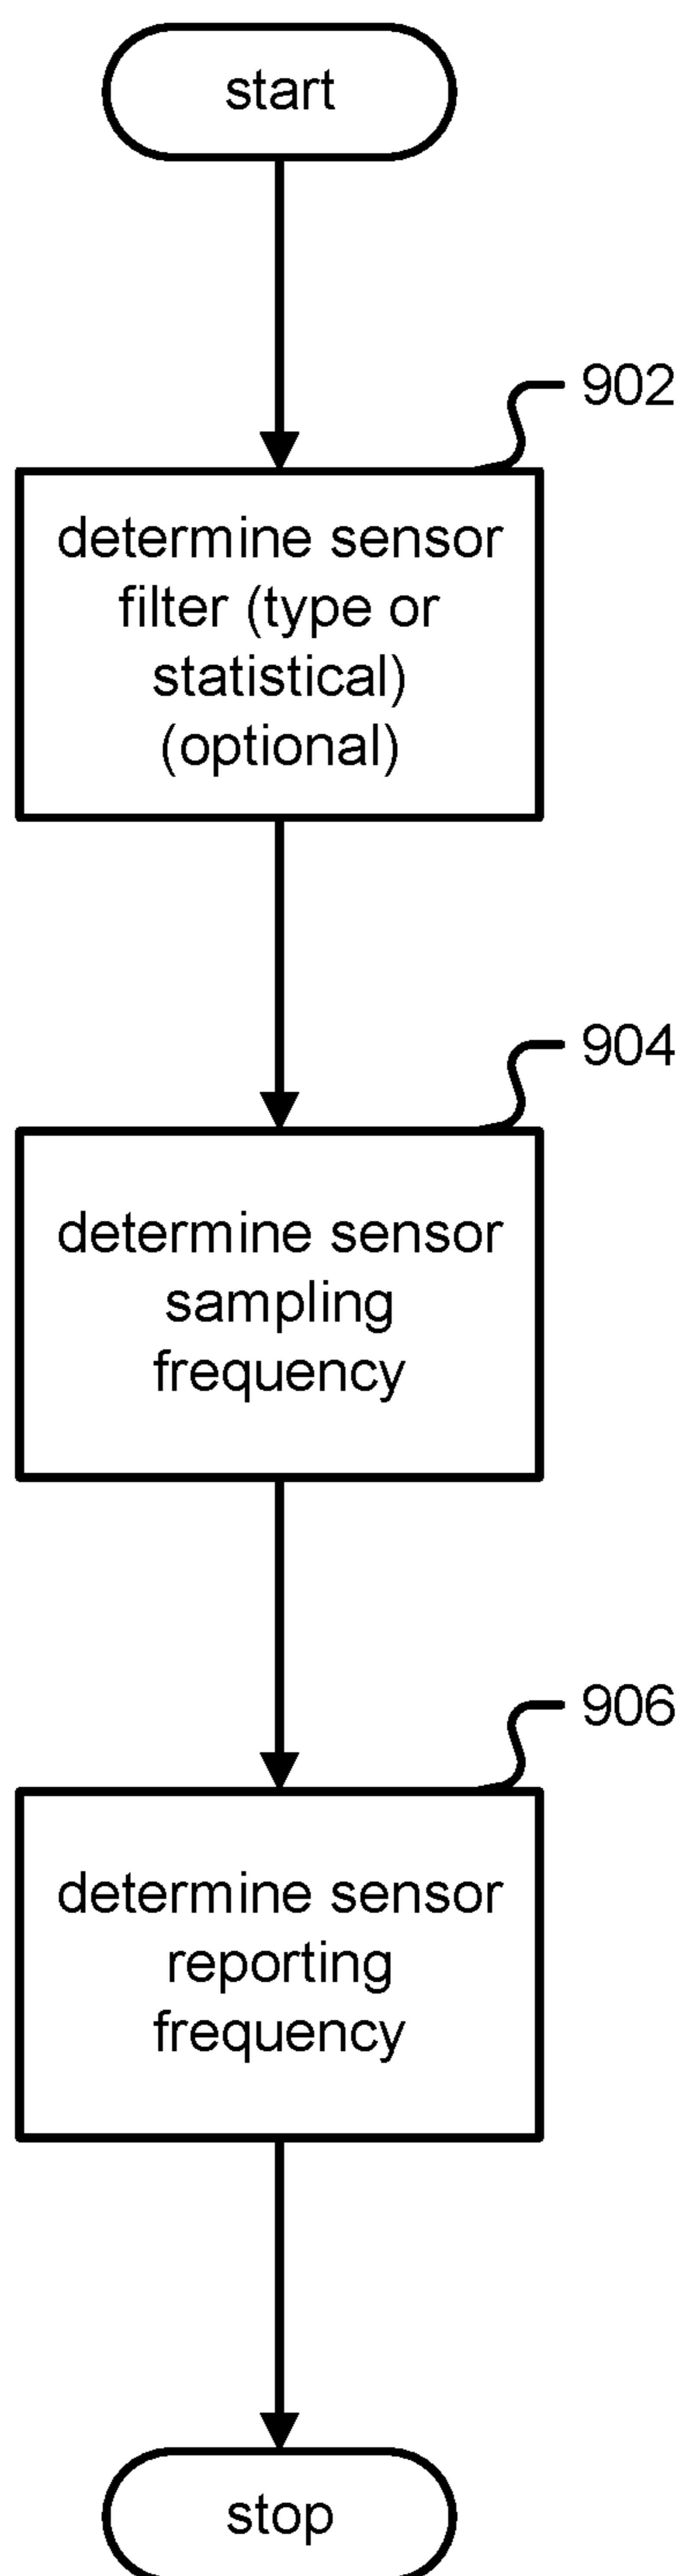 start
902
determine sensor
filter (type or
statistical)
(optional)
904
determine sensor
sampling
frequency
906
determine sensor
reporting
frequency
stop